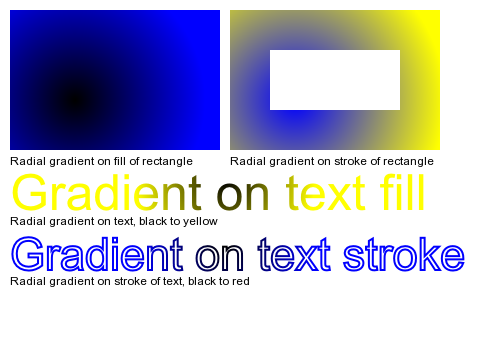 Radial gradient on fill of rectangle
Radial gradient on stroke of rectangle
Gradient on text fill
Radial gradient on text, black to yellow
Gradient on text stroke
Radial gradient on stroke of text, black to red